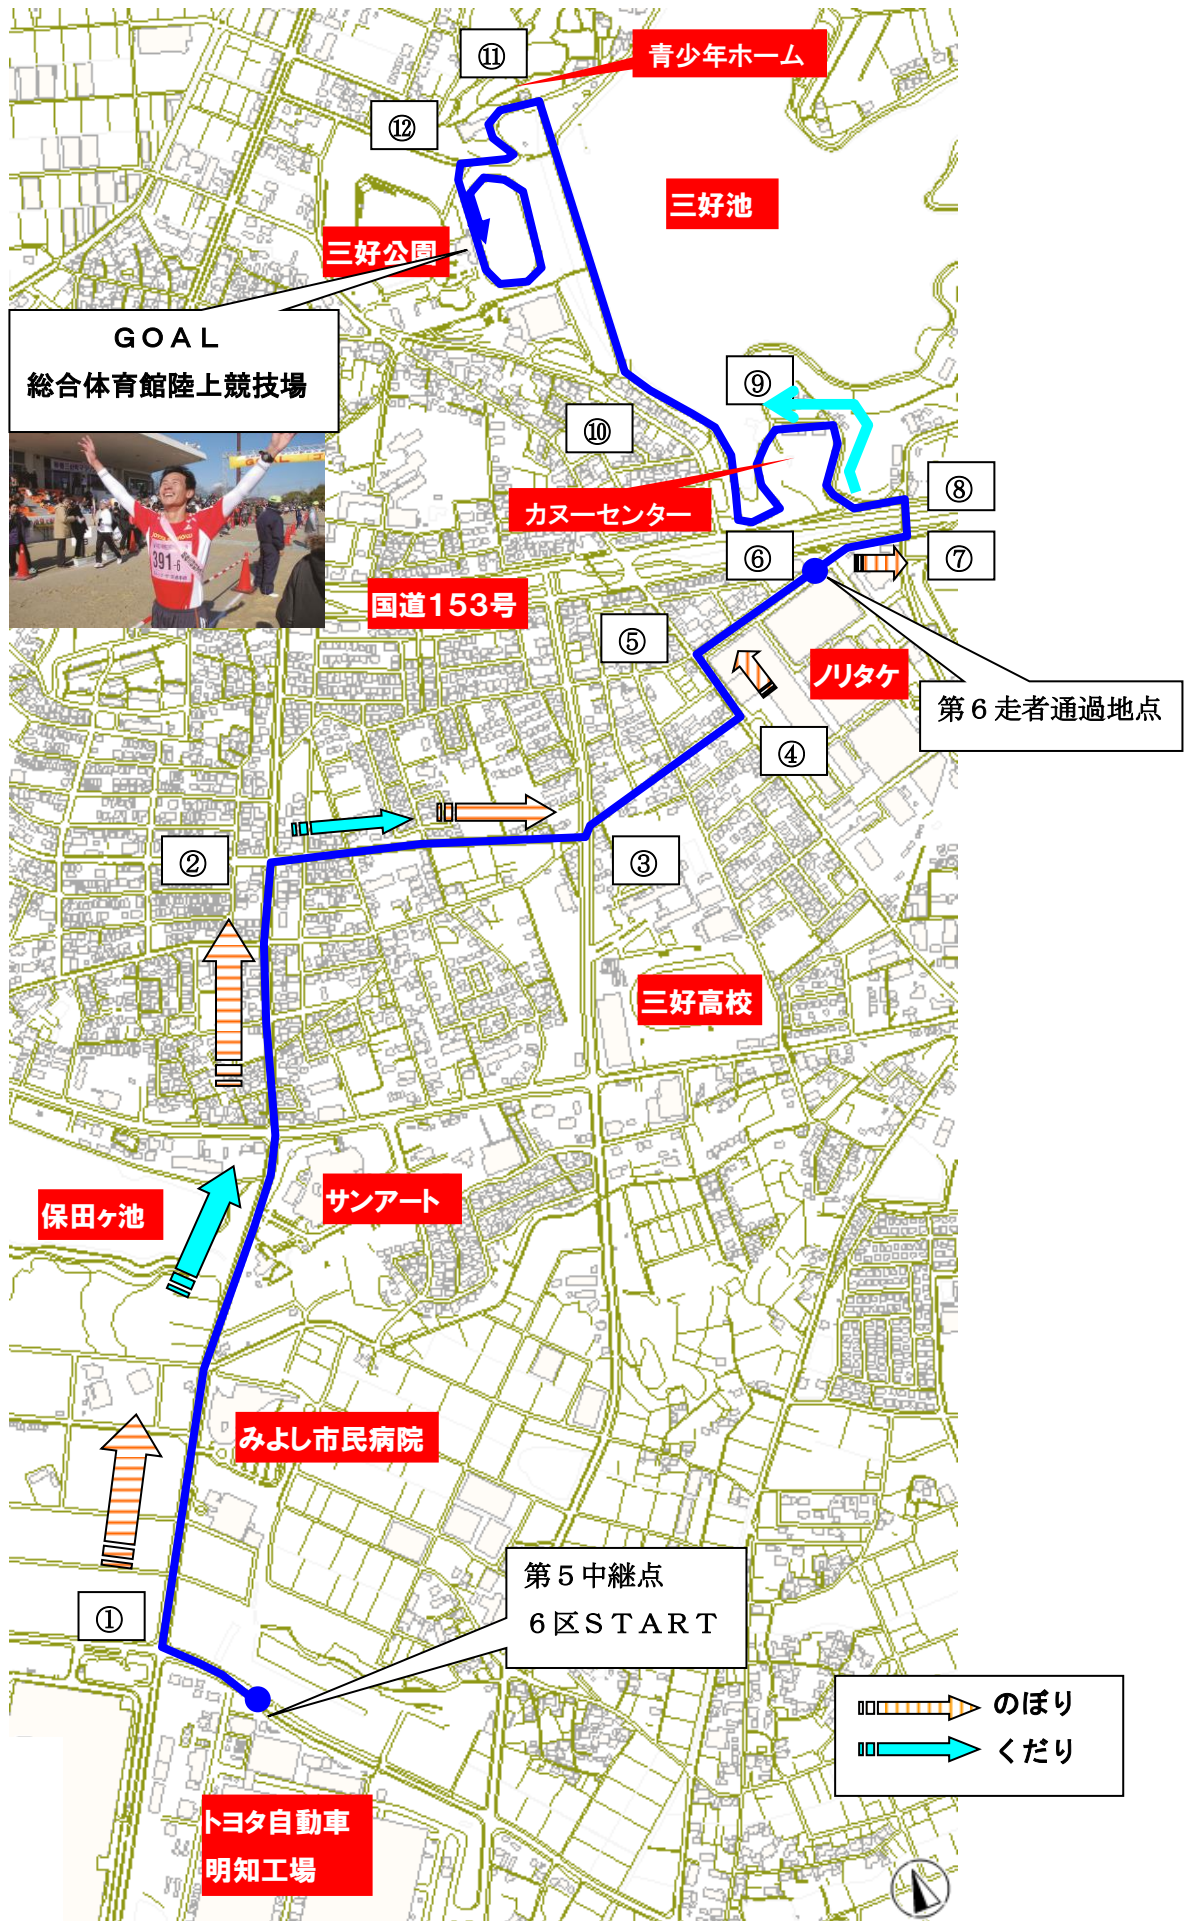 ⑪
青少年ホーム
⑫
三好池
三好公園
GOAL
総合体育館陸上競技場
391-6
⑨
⑩
カヌーセンター
⑧
⑥
⑦
国道153号
⑤
ノリタケ
第6走者通過地点
④
②
③
三好高校
保田ヶ池
サンアート
みよし市民病院
第5中継点
6区START
①
のぼり
くだり
トヨタ自動車
明知工場